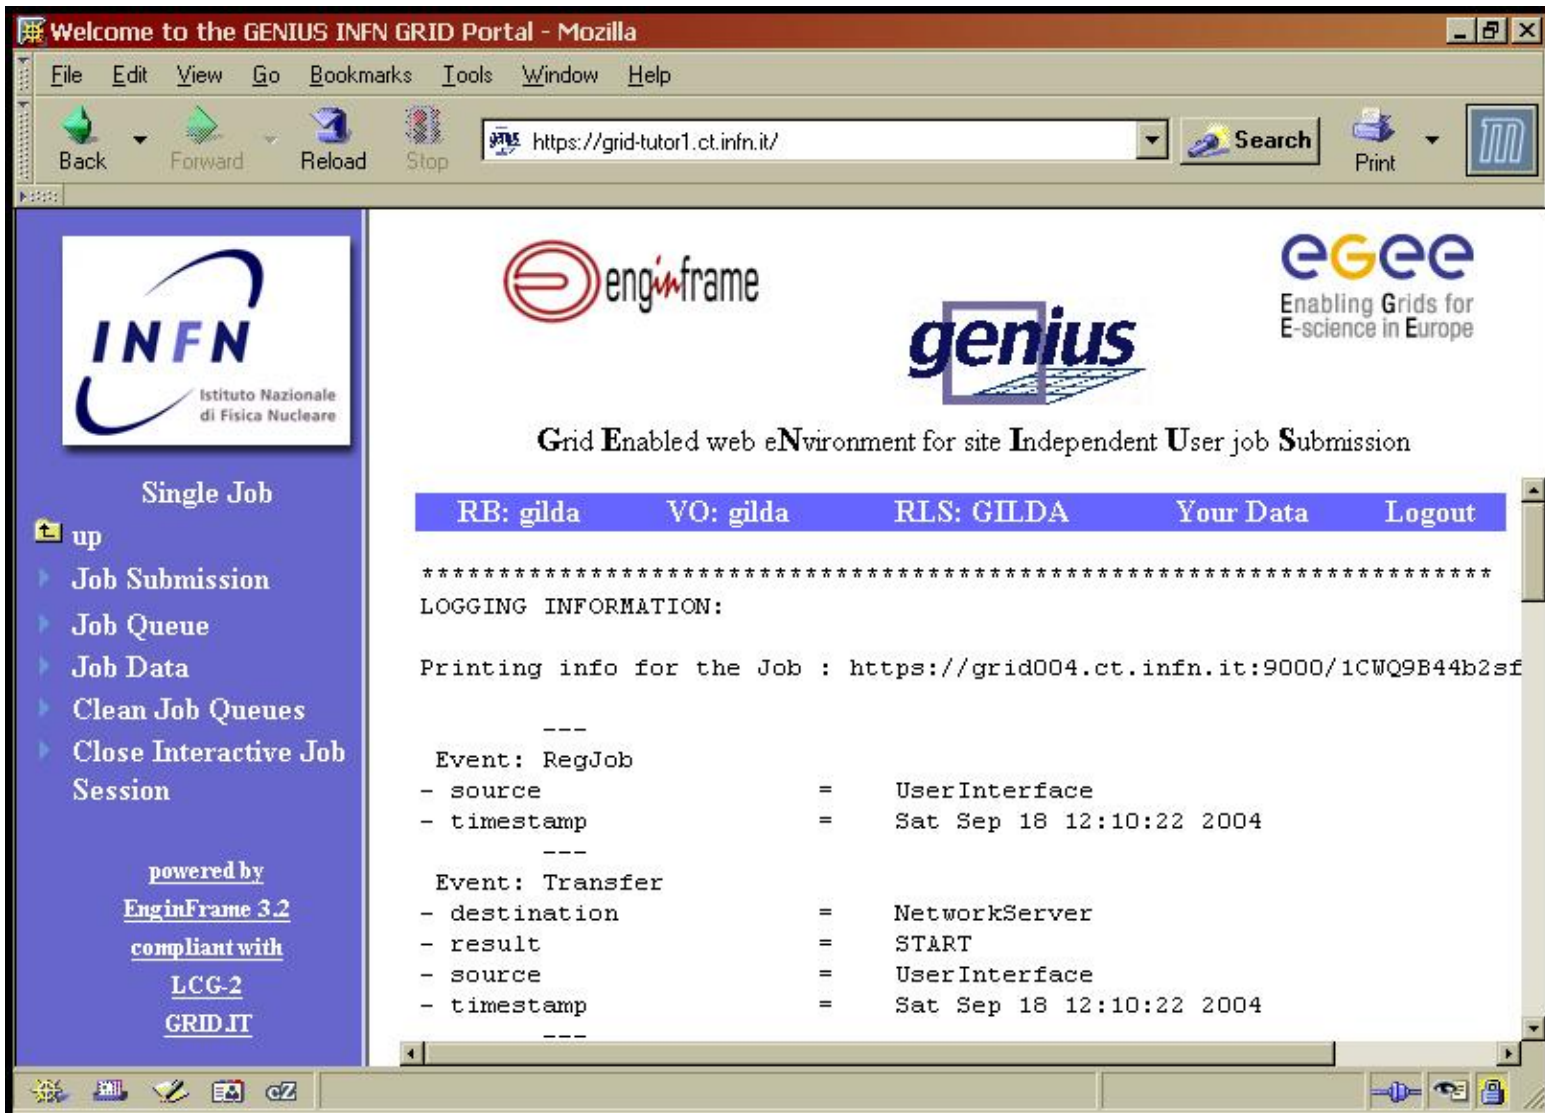 Welcome to the GENIUS INFN GRID Portal - Mozilla
File Edit View Go Bookmarks Tools Window Help
Back Forward Reload Stop https://grid-tutor1.ct.infn.it/ Search Print
INFN
Istituto Nazionale
di Fisica Nucleare
enginframe
genius
egee
Enabling Grids for
E-science in Europe
Grid Enabled web eNvironment for site Independent User job Submission
Single Job
up
Job Submission
Job Queue
Job Data
Clean Job Queues
Close Interactive Job
Session
powered by
EnginFrame 3.2
compliant with
LCG-2
GRID.IT
RB: gilda VO: gilda RLS: GILDA Your Data Logout
**********************************************************************
LOGGING INFORMATION:
Printing info for the Job : https://grid004.ct.infn.it:9000/1CWQ9B44b2sf
---
Event: RegJob
- source = UserInterface
- timestamp = Sat Sep 18 12:10:22 2004
---
Event: Transfer
- destination = NetworkServer
- result = START
- source = UserInterface
- timestamp = Sat Sep 18 12:10:22 2004
---